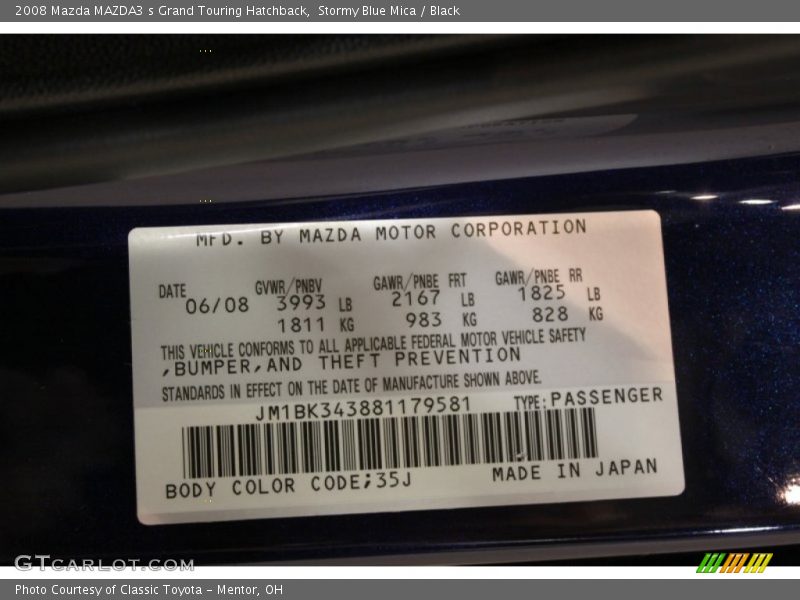 2008 Mazda MAZDA3 s Grand Touring Hatchback,  Stormy Blue Mica / Black
MFD. BY MAZDA MOTOR CORPORATION
DATE GVWR/PNBV GAWR/PNBE FRT GAWR/PNBE RR
06/08 3993 LB 2167 LB 1825 LB
1811 KG 983 KG 828 KG
THIS VEHICLE CONFORMS TO ALL APPLICABLE FEDERAL MOTOR VEHICLE SAFETY
,BUMPER,AND THEFT PREVENTION
STANDARDS IN EFFECT ON THE DATE OF MANUFACTURE SHOWN ABOVE.
JM1BK343881179581 TYPE:PASSENGER
BODY COLOR CODE;35J MADE IN JAPAN
GTCARLOT.COM
Photo Courtesy of Classic Toyota - Mentor, OH